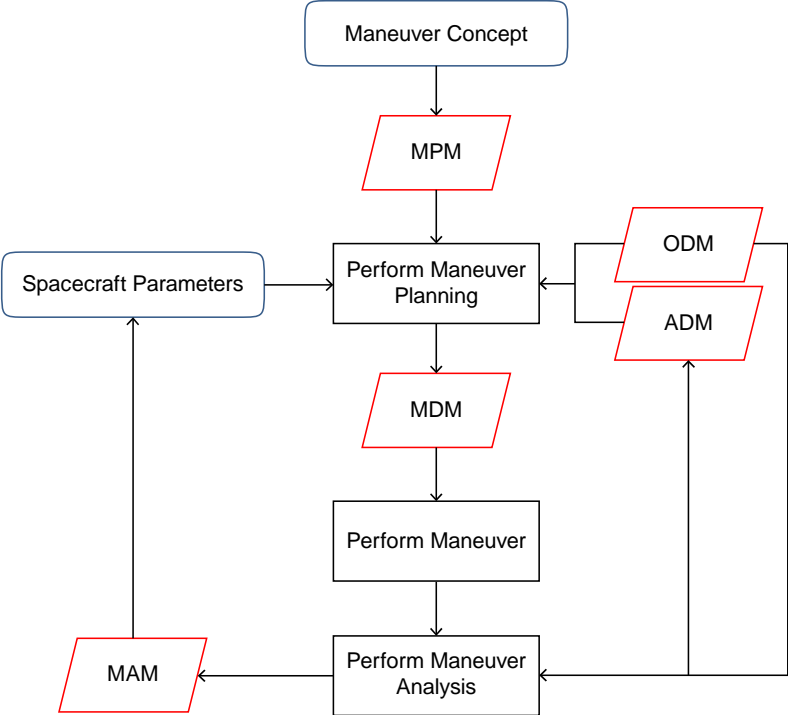 Maneuver Concept
MPM
ODM
Spacecraft Parameters
Perform Maneuver
Planning
ADM
MDM
Perform Maneuver
MAM
Perform Maneuver
Analysis